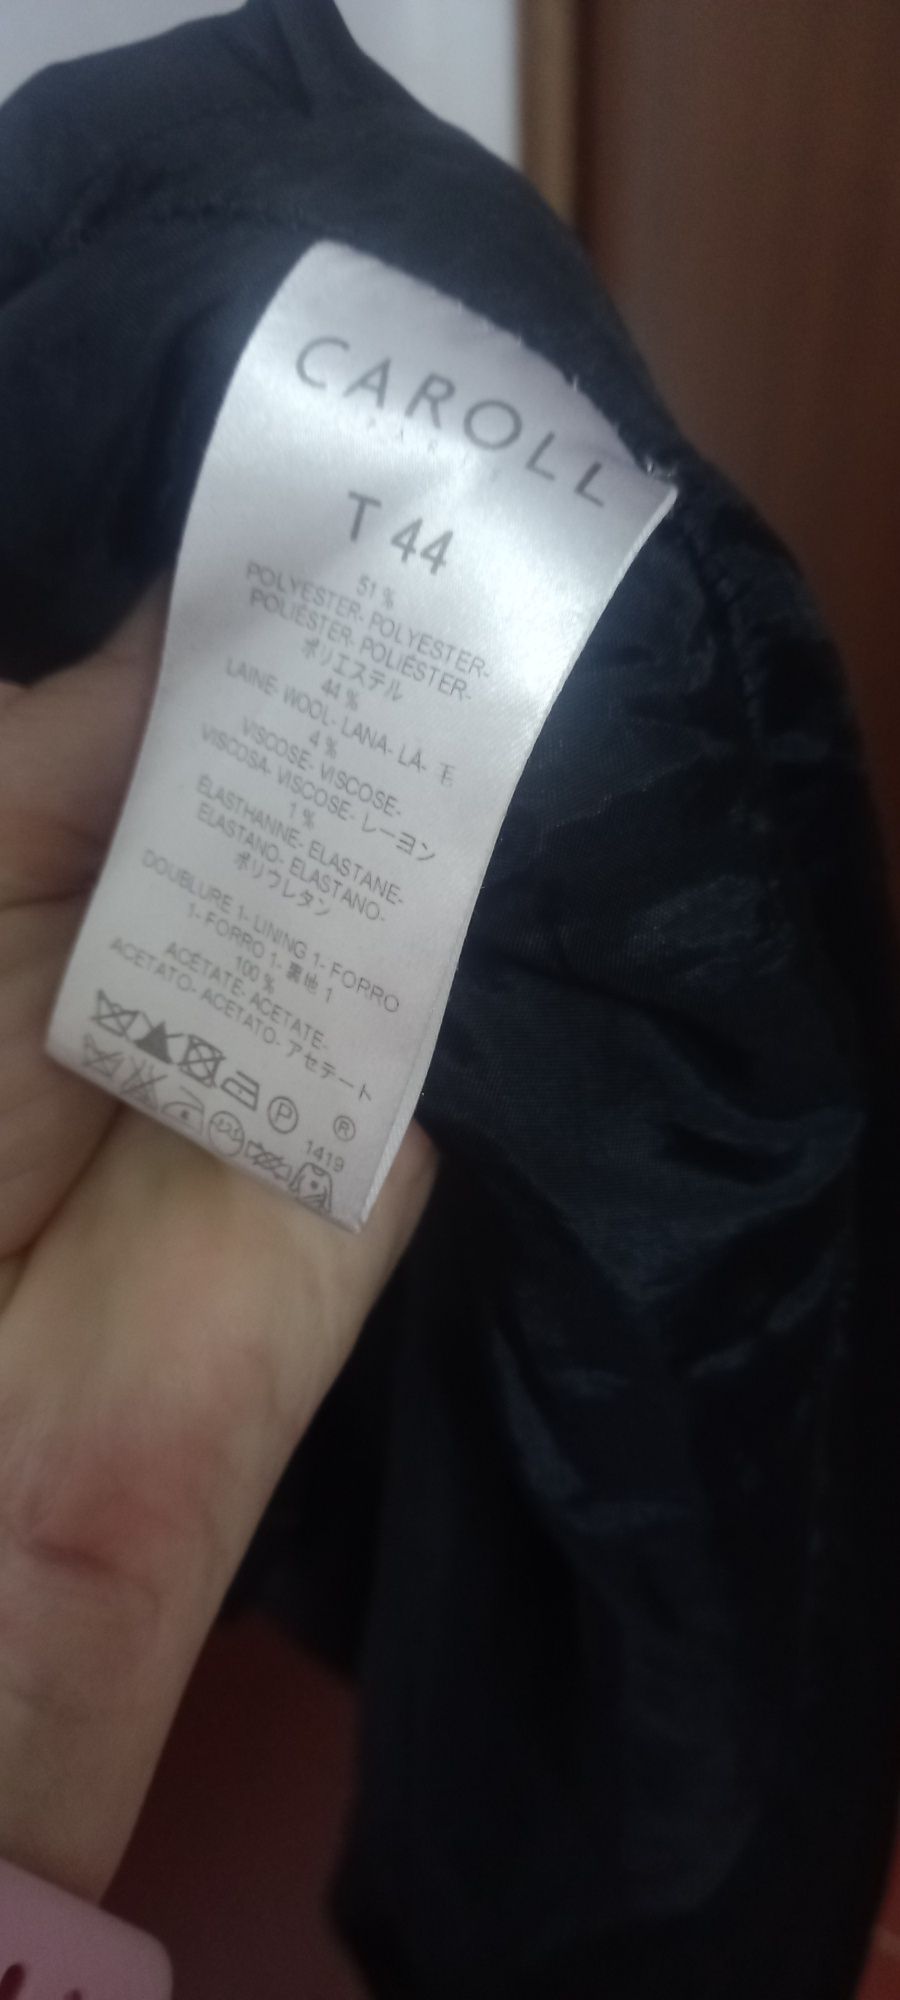 CAROLL
PARIS
T 44
51 %
POLYESTER- POLYESTER-
POLIÉSTER- POLIÉSTER-
ポリエステル
44 %
LAINE- WOOL- LANA- LÃ- 毛
4 %
VISCOSE- VISCOSE-
VISCOSA- VISCOSE- レーヨン
1 %
ELASTHANNE- ELASTANE-
ELASTANO- ELASTANO-
ポリウレタン
DOUBLURE 1- LINING 1- FORRO
1- FORRO 1- 裏地 1
100 %
ACÉTATE- ACETATE-
ACETATO- ACETATO- アセテート
P
®
1419